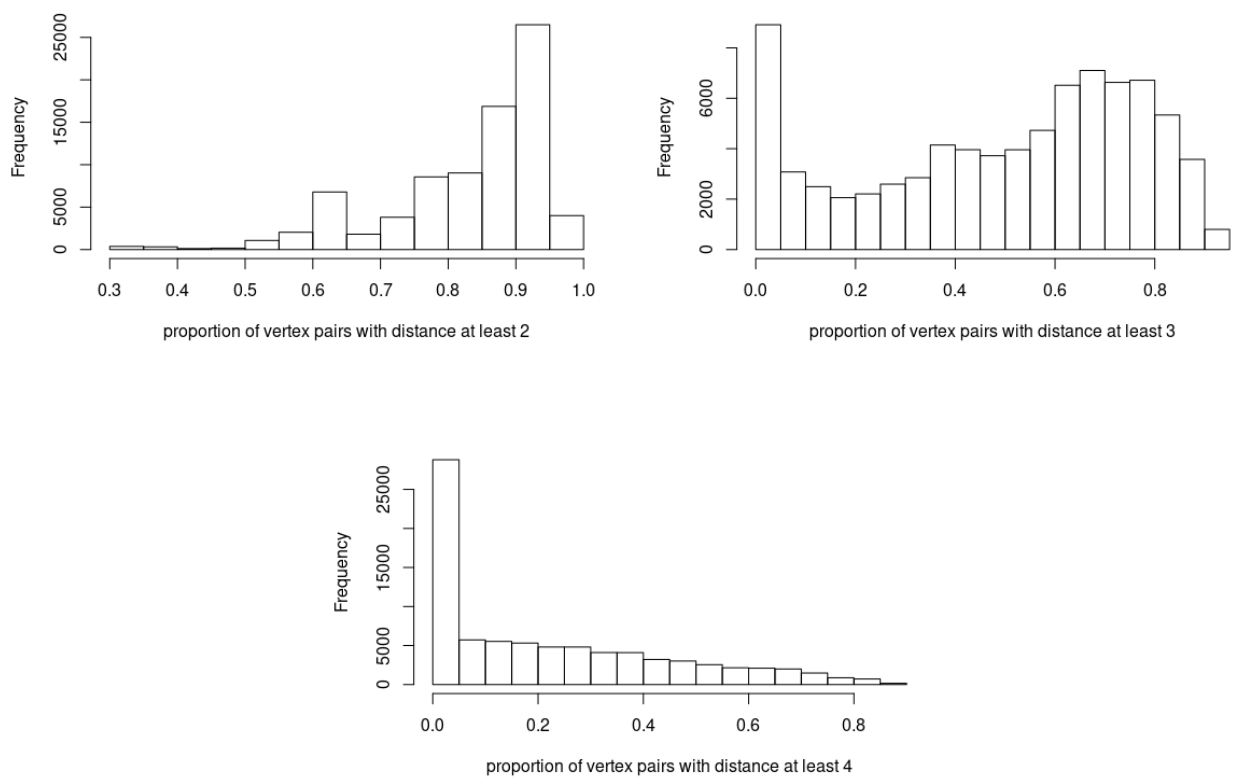 Frequency
25000
15000
5000
0
0.3 0.4 0.5 0.6 0.7 0.8 0.9 1.0
proportion of vertex pairs with distance at least 2
Frequency
6000
2000
0
0.0 0.2 0.4 0.6 0.8
proportion of vertex pairs with distance at least 3
Frequency
25000
15000
5000
0
0.0 0.2 0.4 0.6 0.8
proportion of vertex pairs with distance at least 4